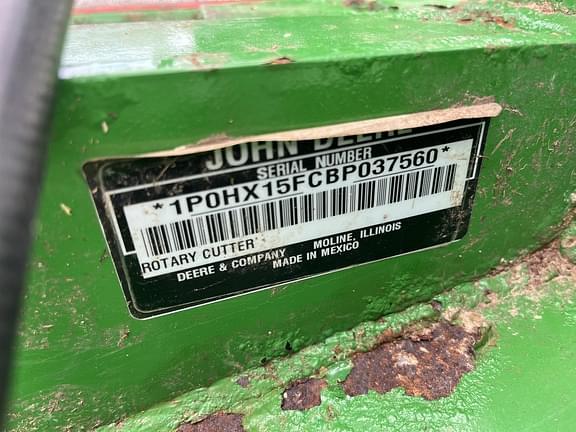 JOHN DEERE
SERIAL NUMBER
*1P0HX15FCBP037560*
ROTARY CUTTER
DEERE & COMPANY MOLINE, ILLINOIS
MADE IN MEXICO